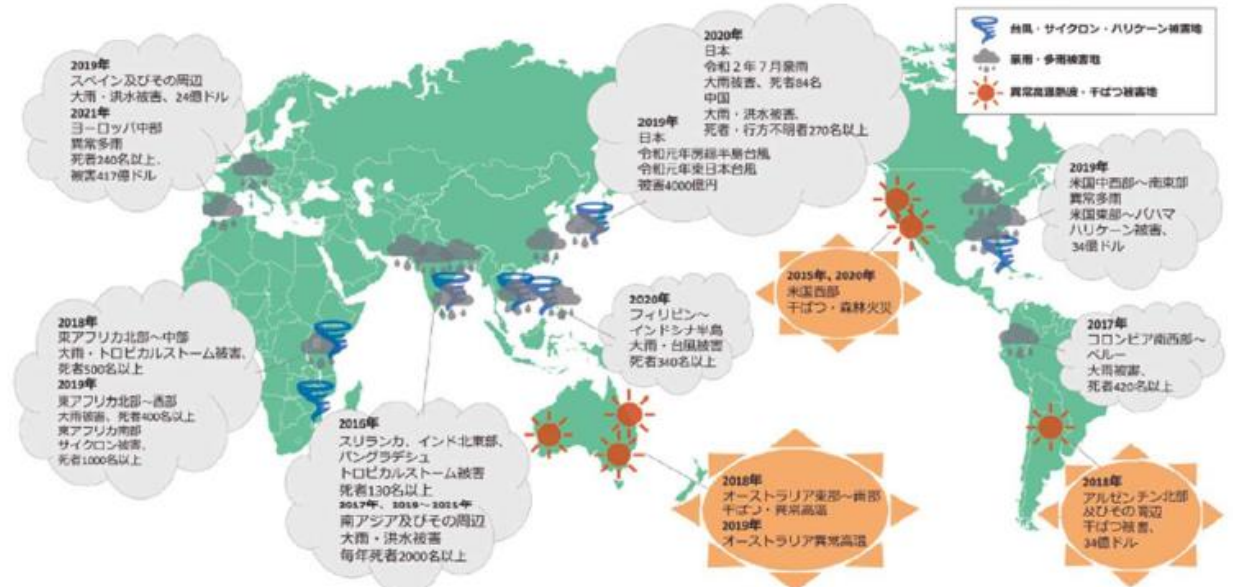 台風・サイクロン・ハリケーン被害地
豪雨・多雨被害地
異常高温熱波・干ばつ被害地
2019年
スペイン及びその周辺
大雨・洪水被害、24億ドル
2021年
ヨーロッパ中部
異常多雨
死者240名以上、
被害417億ドル
2020年
日本
令和2年7月豪雨
大雨被害、死者84名
中国
大雨・洪水被害、
死者・行方不明者270名以上
2019年
日本
令和元年房総半島台風
令和元年東日本台風
被害4000億円
2019年
米国中西部～南東部
異常多雨
米国東部～バハマ
ハリケーン被害、
34億ドル
2015年、2020年
米国西部
干ばつ・森林火災
2020年
フィリピン～
インドシナ半島
大雨・台風被害
死者340名以上
2017年
コロンビア南西部～
ペルー
大雨被害、
死者420名以上
2018年
東アフリカ北部～中部
大雨・トロピカルストーム被害、
死者500名以上
2019年
東アフリカ北部～西部
大雨被害、死者400名以上
東アフリカ南部
サイクロン被害、
死者1000名以上
2016年
スリランカ、インド北東部、
バングラデシュ
トロピカルストーム被害
死者130名以上
2017年、2019～2021年
南アジア及びその周辺
大雨・洪水被害
毎年死者2000名以上
2018年
オーストラリア東部～南部
干ばつ・異常高温
2019年
オーストラリア異常高温
2018年
アルゼンチン北部
及びその周辺
干ばつ被害、
34億ドル